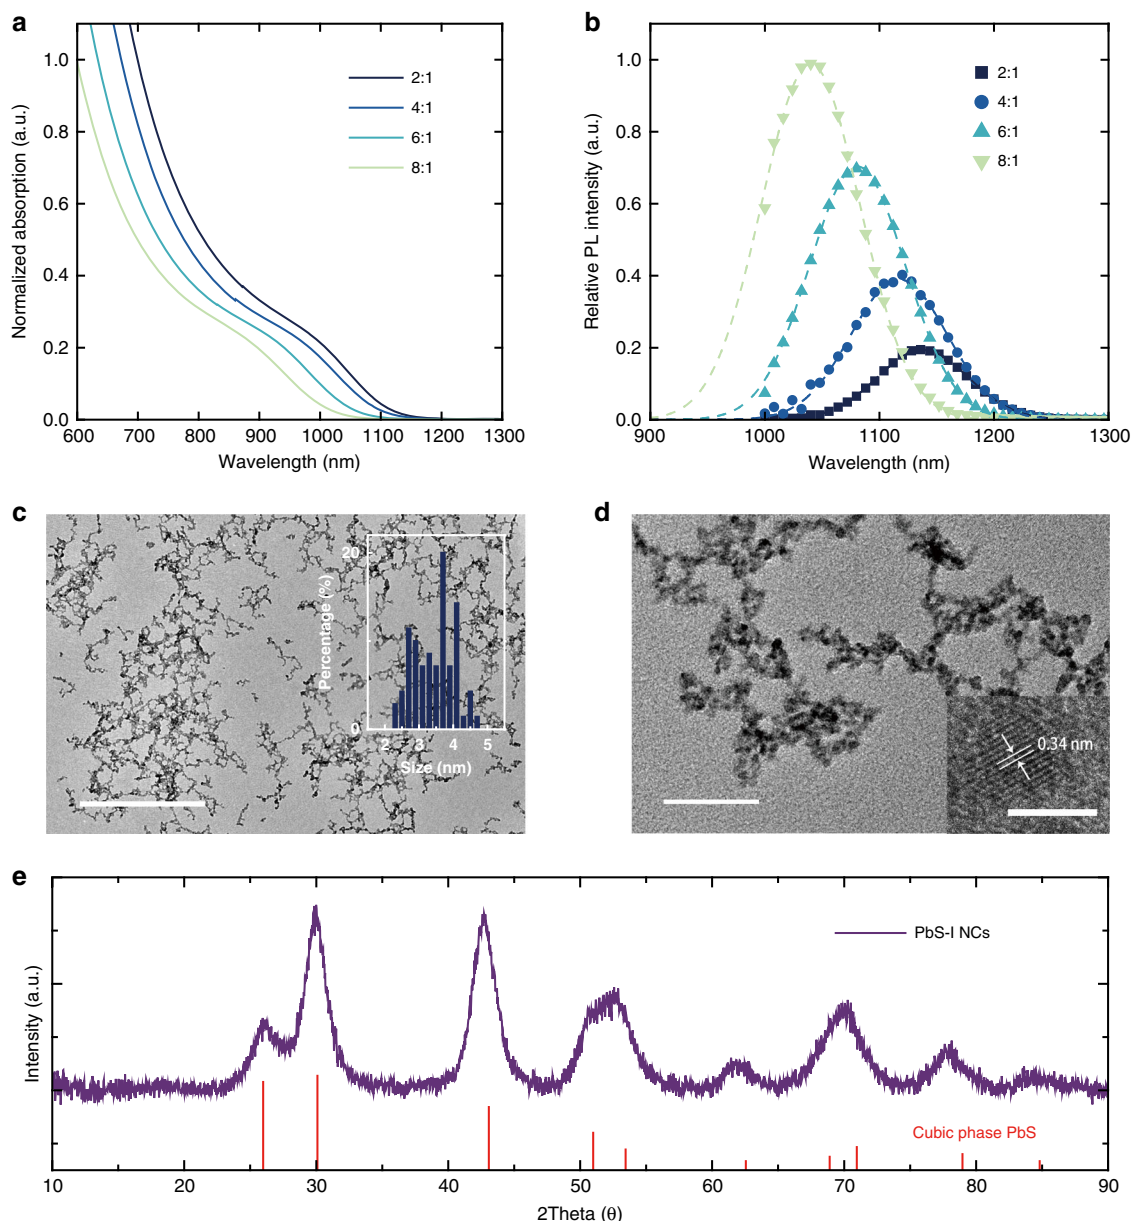 a
Normalized absorption (a.u.)
1.0
0.8
0.6
0.4
0.2
0.0
600 700 800 900 1000 1100 1200 1300
Wavelength (nm)
2:1
4:1
6:1
8:1
b
Relative PL intensity (a.u.)
1.0
0.8
0.6
0.4
0.2
0.0
900 1000 1100 1200 1300
Wavelength (nm)
2:1
4:1
6:1
8:1
c
Percentage (%)
20
0
2 3 4 5
Size (nm)
d
0.34 nm
e
Intensity (a.u.)
PbS-I NCs
Cubic phase PbS
10 20 30 40 50 60 70 80 90
2Theta (θ)